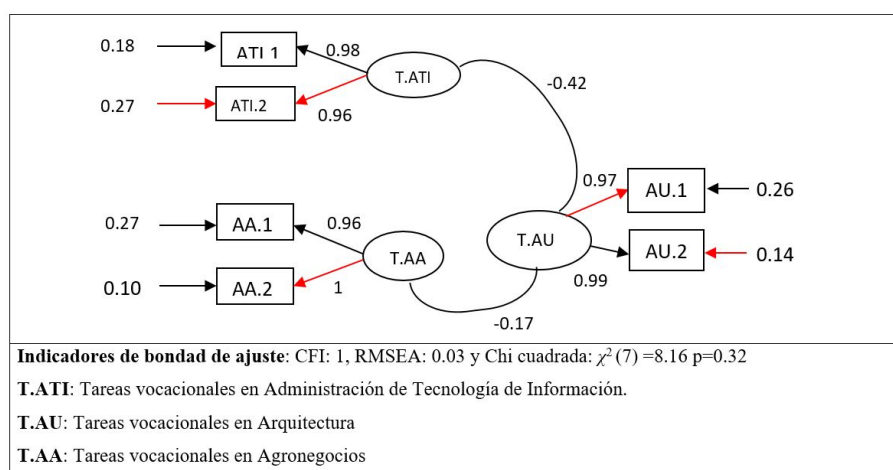 0.18
ATI 1
0.98
T.ATI
-0.42
0.27
ATI.2
0.96
0.97
AU.1
0.26
0.27
AA.1
0.96
T.AU
AU.2
0.14
T.AA
0.99
0.10
AA.2
1
-0.17
Indicadores de bondad de ajuste: CFI: 1, RMSEA: 0.03 y Chi cuadrada: χ² (7) =8.16 p=0.32
T.ATI: Tareas vocacionales en Administración de Tecnología de Información.
T.AU: Tareas vocacionales en Arquitectura
T.AA: Tareas vocacionales en Agronegocios